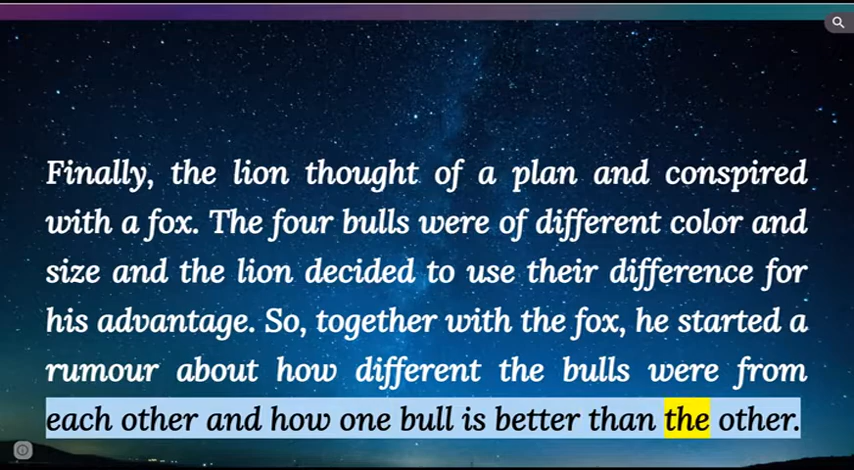 Finally, the lion thought of a plan and conspired
with a fox. The four bulls were of different color and
size and the lion decided to use their difference for
his advantage. So, together with the fox, he started a
rumour about how different the bulls were from
each other and how one bull is better than the other.